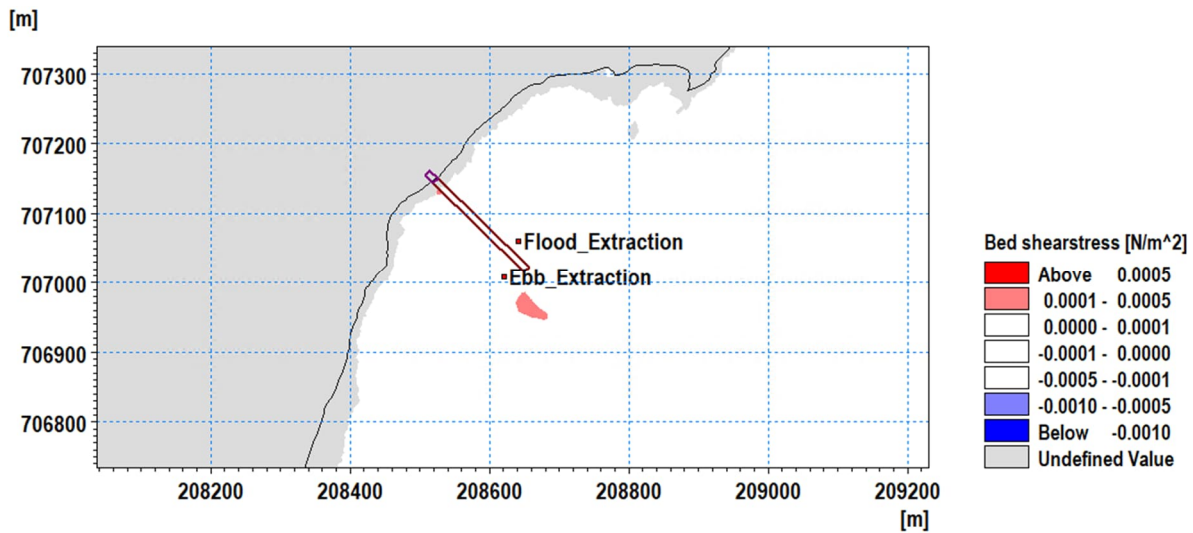 [m]
707300
707200
707100
707000
706900
706800
Flood_Extraction
Ebb_Extraction
208200 208400 208600 208800 209000 209200
[m]
Bed shearstress [N/m^2]
Above 0.0005
0.0001 - 0.0005
0.0000 - 0.0001
-0.0001 - 0.0000
-0.0005 - -0.0001
-0.0010 - -0.0005
Below -0.0010
Undefined Value